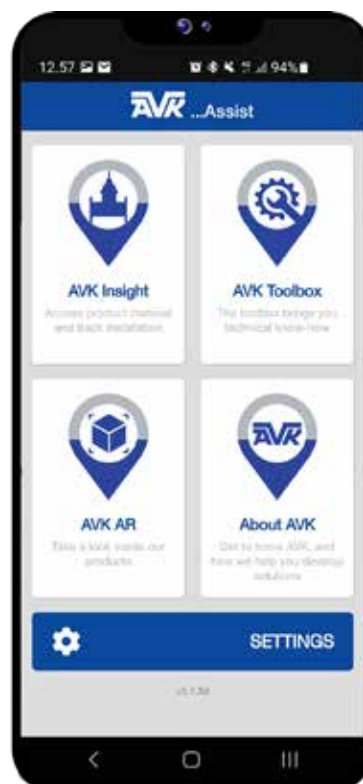 12.57
94%
AVK ...Assist
AVK Insight
Access product material
and track installation
AVK Toolbox
The toolbox brings you
technical know-how
AVK AR
Take a look inside our
products
AVK
About AVK
Get to know AVK, and
how we help you develop
solutions
SETTINGS